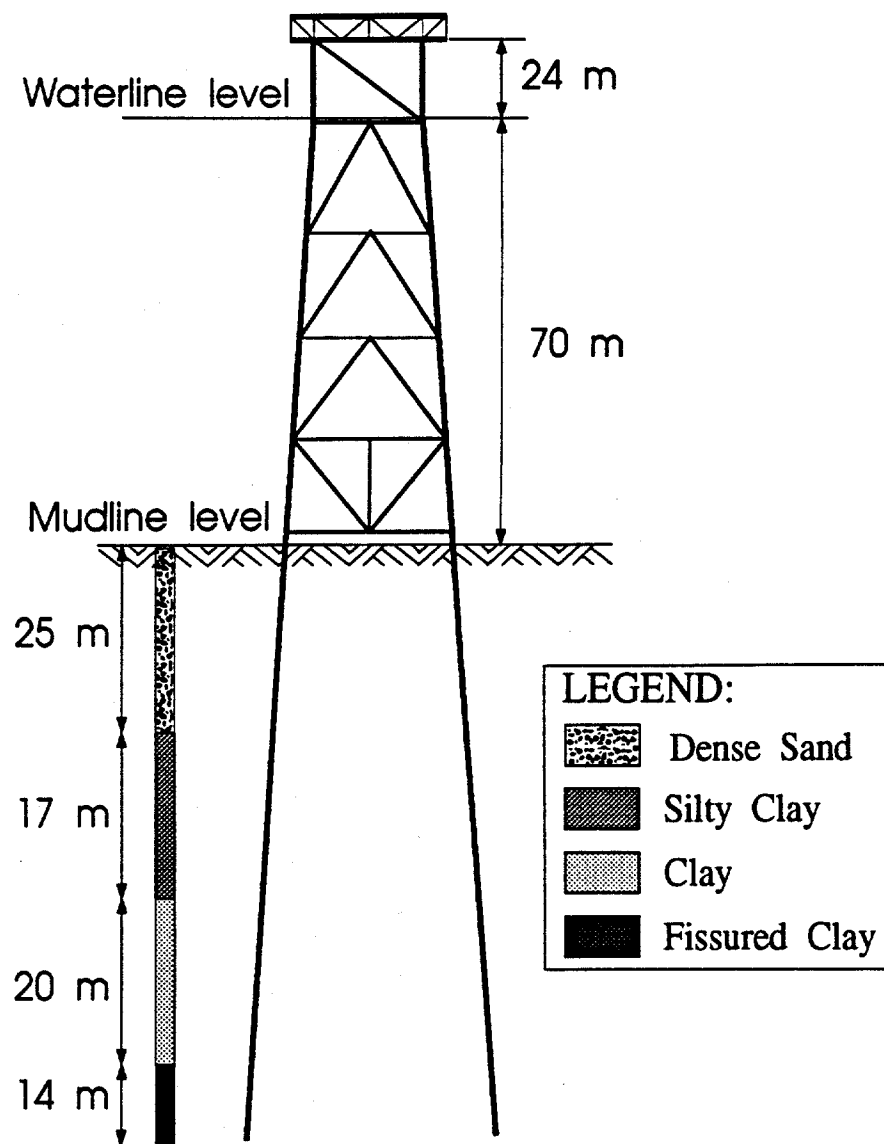 24 m
Waterline level
70 m
Mudline level
25 m
17 m
20 m
14 m
LEGEND:
Dense Sand
Silty Clay
Clay
Fissured Clay